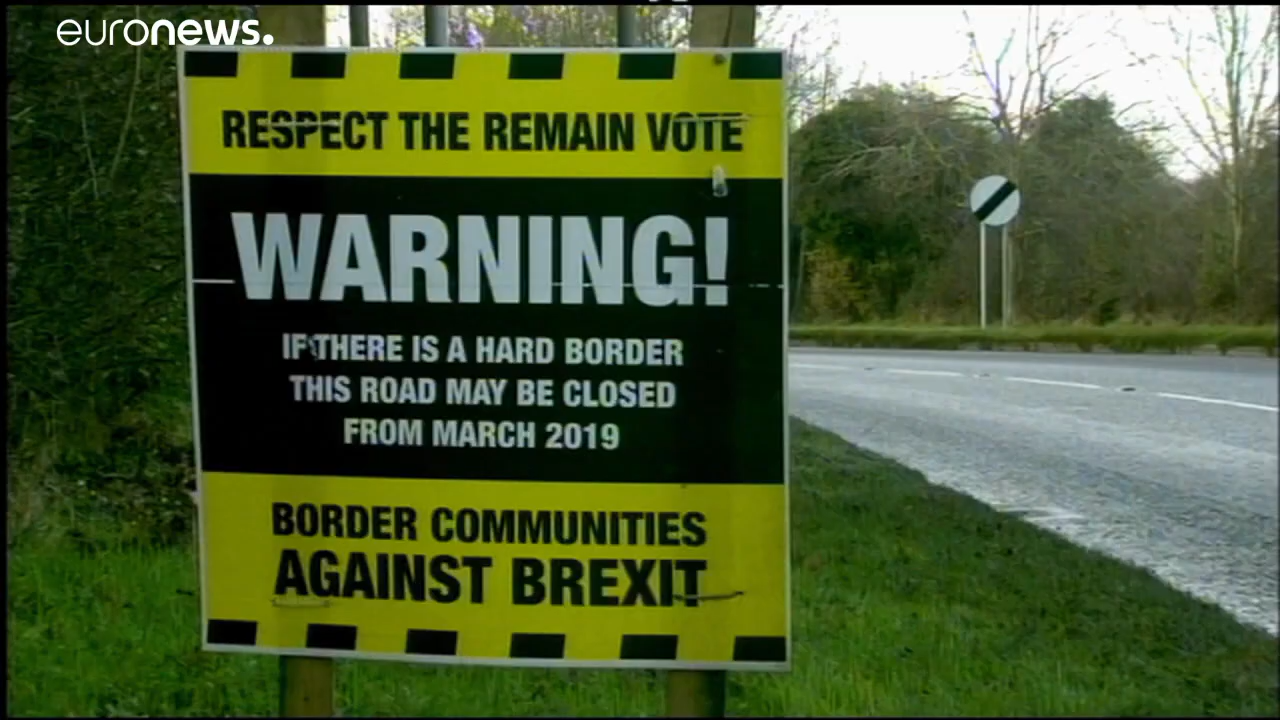 euronews.
RESPECT THE REMAIN VOTE
WARNING!
IF THERE IS A HARD BORDER
THIS ROAD MAY BE CLOSED
FROM MARCH 2019
BORDER COMMUNITIES
AGAINST BREXIT